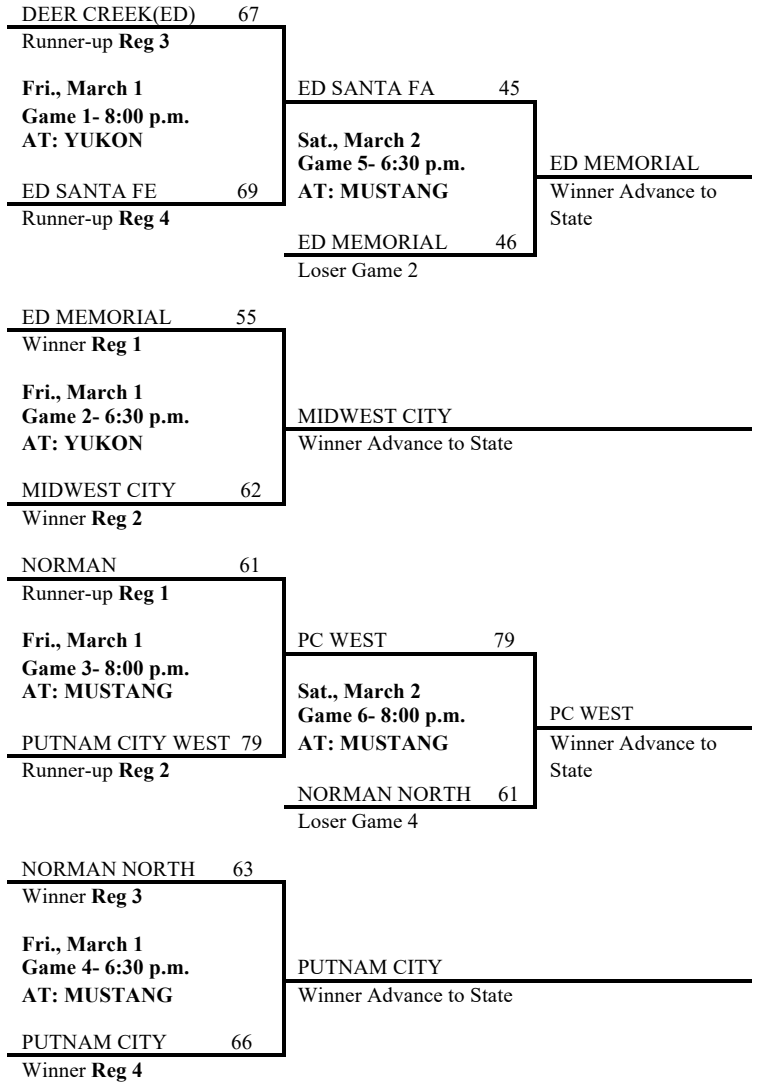 DEER CREEK(ED) 67
Runner-up Reg 3
Fri., March 1
Game 1- 8:00 p.m.
AT: YUKON
ED SANTA FE 69
Runner-up Reg 4
ED SANTA FA 45
Sat., March 2
Game 5- 6:30 p.m.
AT: MUSTANG
ED MEMORIAL 46
Loser Game 2
ED MEMORIAL
Winner Advance to
State
ED MEMORIAL 55
Winner Reg 1
Fri., March 1
Game 2- 6:30 p.m.
AT: YUKON
MIDWEST CITY 62
Winner Reg 2
MIDWEST CITY
Winner Advance to State
NORMAN 61
Runner-up Reg 1
Fri., March 1
Game 3- 8:00 p.m.
AT: MUSTANG
PUTNAM CITY WEST 79
Runner-up Reg 2
PC WEST 79
Sat., March 2
Game 6- 8:00 p.m.
AT: MUSTANG
NORMAN NORTH 61
Loser Game 4
PC WEST
Winner Advance to
State
NORMAN NORTH 63
Winner Reg 3
Fri., March 1
Game 4- 6:30 p.m.
AT: MUSTANG
PUTNAM CITY 66
Winner Reg 4
PUTNAM CITY
Winner Advance to State